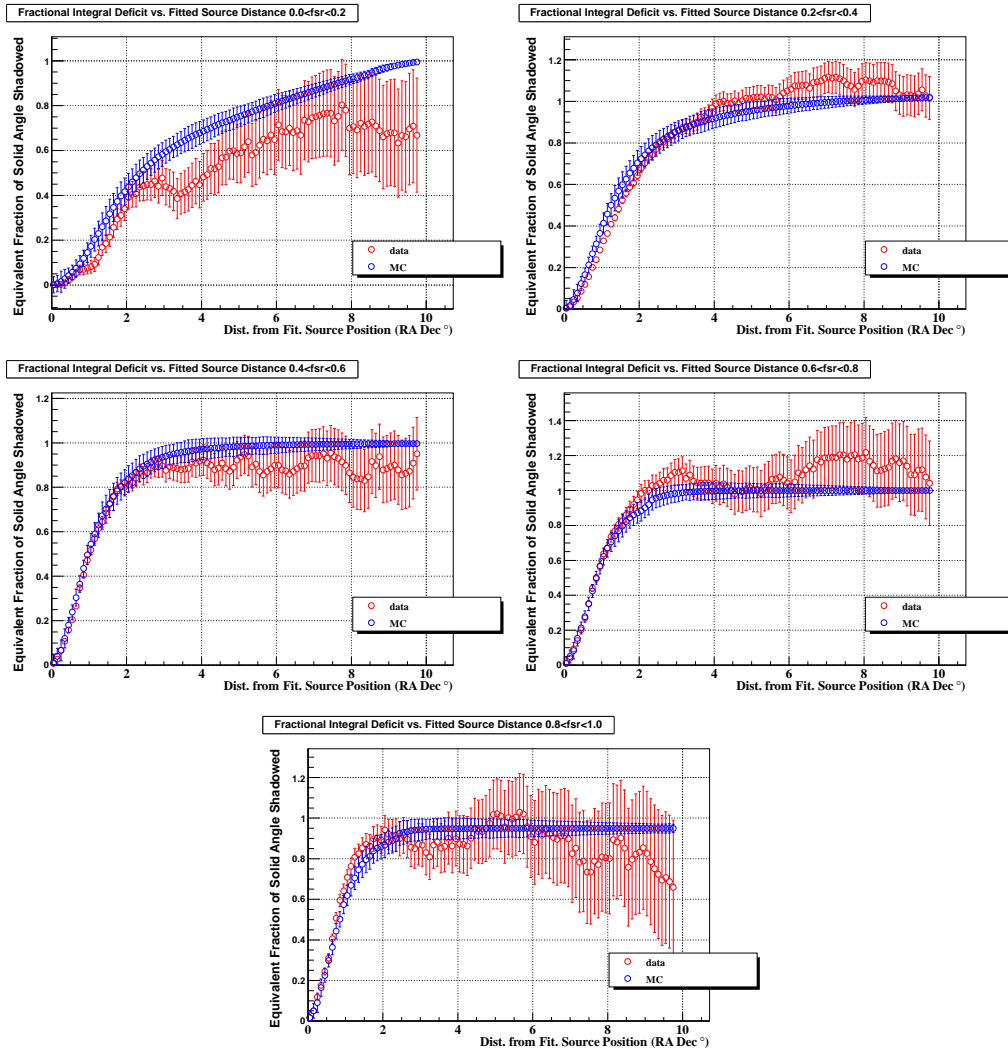 Fractional Integral Deficit vs. Fitted Source Distance 0.0<fsr<0.2
Equivalent Fraction of Solid Angle Shadowed
1
0.8
0.6
0.4
0.2
0
data
MC
0 2 4 6 8 10
Dist. from Fit. Source Position (RA Dec °)
Fractional Integral Deficit vs. Fitted Source Distance 0.2<fsr<0.4
Equivalent Fraction of Solid Angle Shadowed
1.2
1
0.8
0.6
0.4
0.2
0
data
MC
0 2 4 6 8 10
Dist. from Fit. Source Position (RA Dec °)
Fractional Integral Deficit vs. Fitted Source Distance 0.4<fsr<0.6
Equivalent Fraction of Solid Angle Shadowed
1.2
1
0.8
0.6
0.4
0.2
0
data
MC
0 2 4 6 8 10
Dist. from Fit. Source Position (RA Dec °)
Fractional Integral Deficit vs. Fitted Source Distance 0.6<fsr<0.8
Equivalent Fraction of Solid Angle Shadowed
1.4
1.2
1
0.8
0.6
0.4
0.2
0
data
MC
0 2 4 6 8 10
Dist. from Fit. Source Position (RA Dec °)
Fractional Integral Deficit vs. Fitted Source Distance 0.8<fsr<1.0
Equivalent Fraction of Solid Angle Shadowed
1.2
1
0.8
0.6
0.4
0.2
0
data
MC
0 2 4 6 8 10
Dist. from Fit. Source Position (RA Dec °)